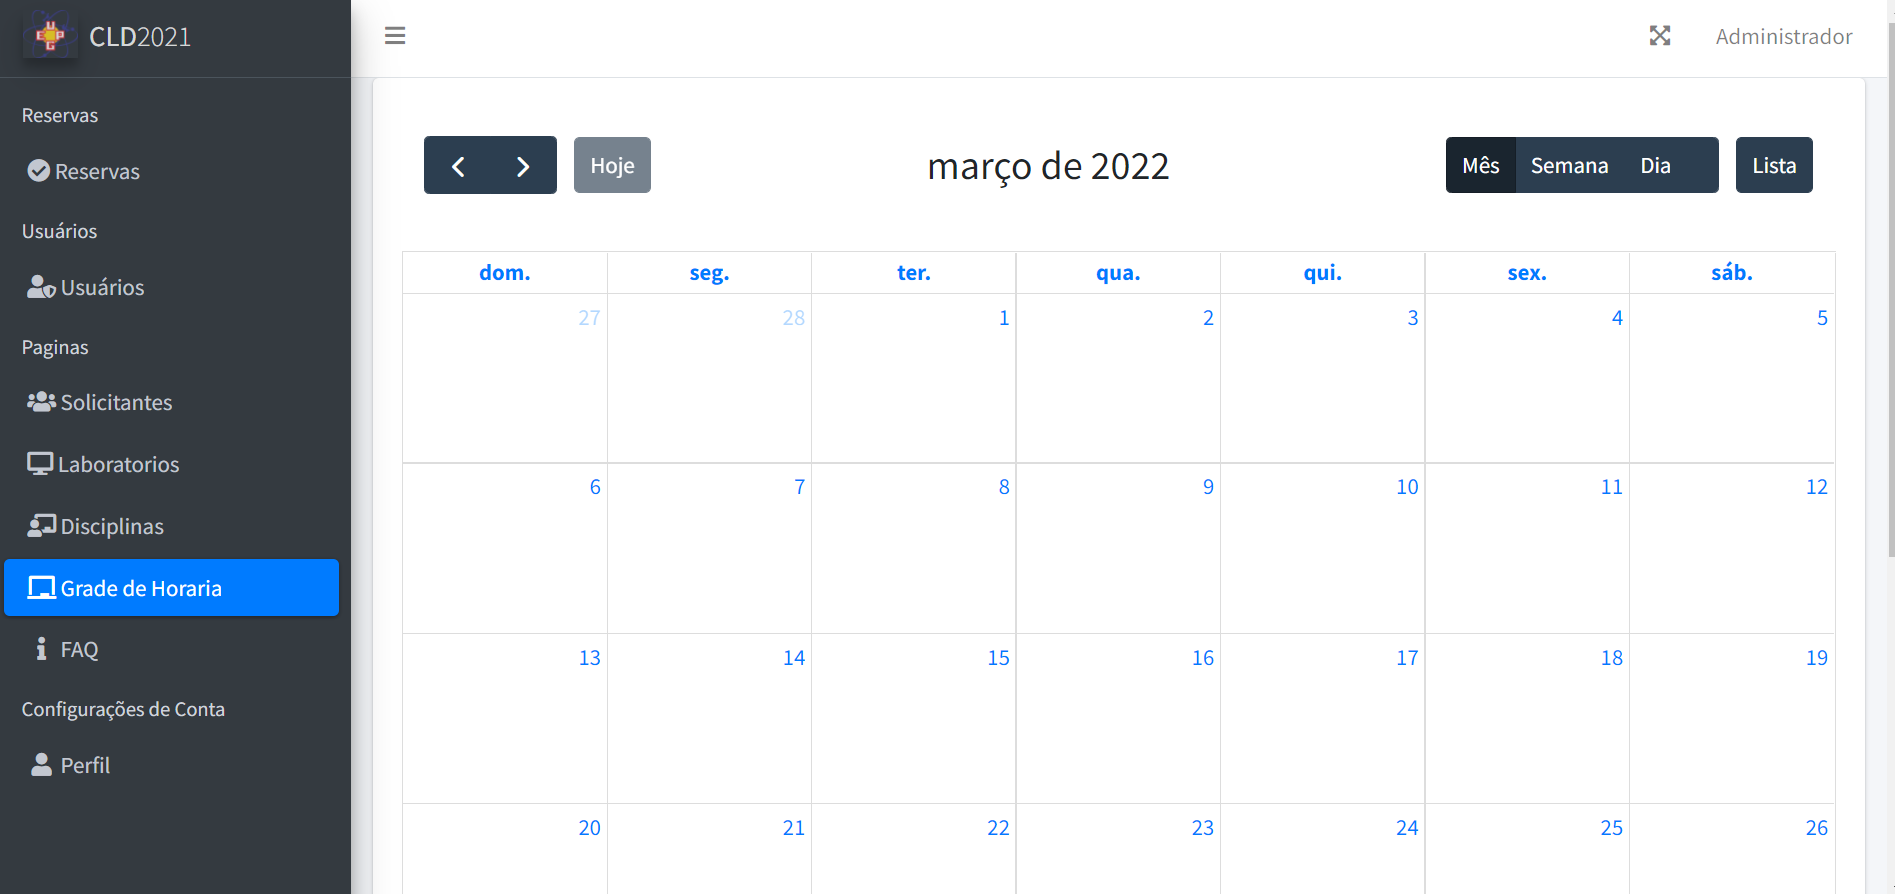 CLD2021
Administrador
Reservas
Reservas
Usuários
Usuários
Paginas
Solicitantes
Laboratorios
Disciplinas
Grade de Horaria
FAQ
Configurações de Conta
Perfil
Hoje
março de 2022
Mês Semana Dia Lista
dom. seg. ter. qua. qui. sex. sáb.
27 28 1 2 3 4 5
6 7 8 9 10 11 12
13 14 15 16 17 18 19
20 21 22 23 24 25 26